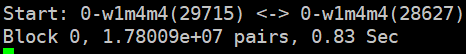 Start: 0-w1m4m4(29715) <-> 0-w1m4m4(28627)
Block 0, 1.78009e+07 pairs, 0.83 Sec